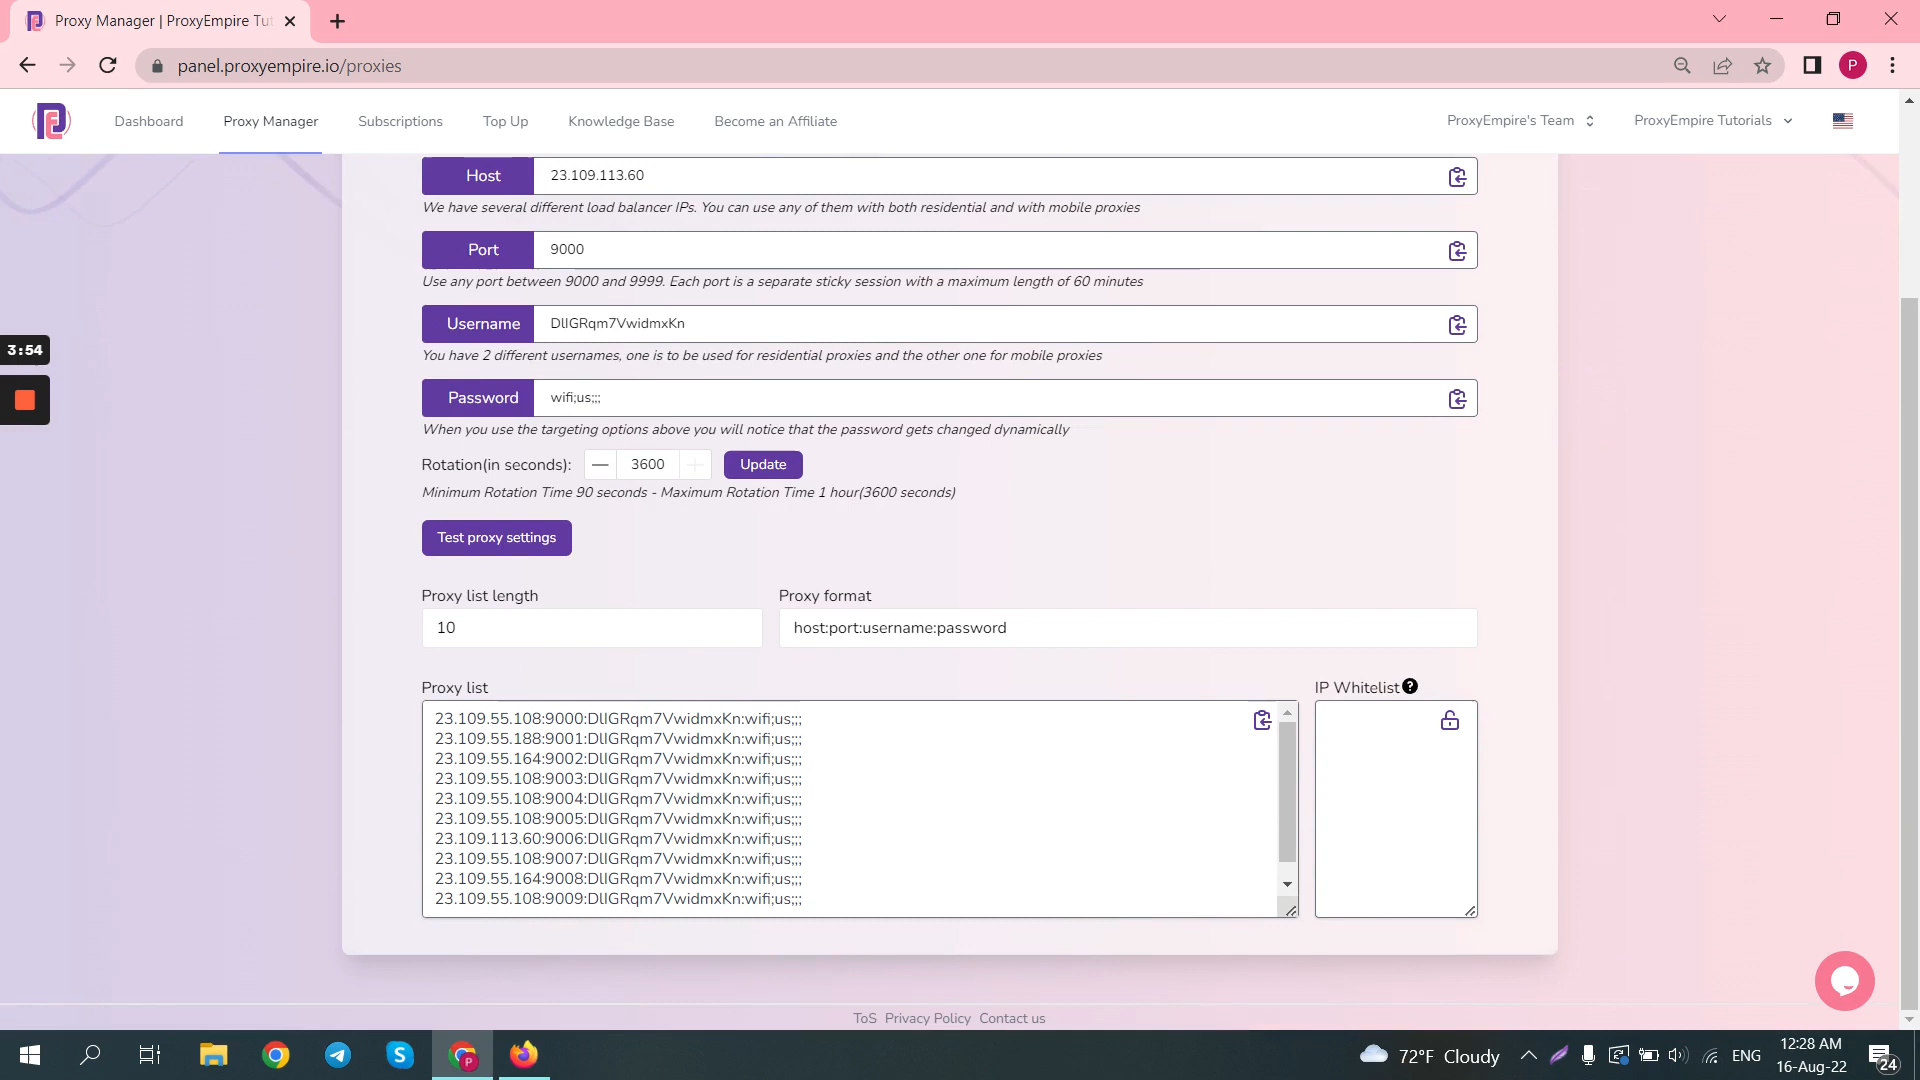 Proxy Manager | ProxyEmpire Tut
panel.proxyempire.io/proxies
P
Dashboard
Proxy Manager
Subscriptions
Top Up
Knowledge Base
Become an Affiliate
ProxyEmpire's Team
ProxyEmpire Tutorials
Host
23.109.113.60
We have several different load balancer IPs. You can use any of them with both residential and with mobile proxies
Port
9000
Use any port between 9000 and 9999. Each port is a separate sticky session with a maximum length of 60 minutes
Username
DlIGRqm7VwidmxKn
You have 2 different usernames, one is to be used for residential proxies and the other one for mobile proxies
3:54
Password
wifi;us;;;
When you use the targeting options above you will notice that the password gets changed dynamically
Rotation(in seconds):
3600
Update
Minimum Rotation Time 90 seconds - Maximum Rotation Time 1 hour(3600 seconds)
Test proxy settings
Proxy list length
Proxy format
10
host:port:username:password
Proxy list
IP Whitelist
23.109.55.108:9000:DlIGRqm7VwidmxKn:wifi;us;;;
23.109.55.188:9001:DlIGRqm7VwidmxKn:wifi;us;;;
23.109.55.164:9002:DlIGRqm7VwidmxKn:wifi;us;;;
23.109.55.108:9003:DlIGRqm7VwidmxKn:wifi;us;;;
23.109.55.108:9004:DlIGRqm7VwidmxKn:wifi;us;;;
23.109.55.108:9005:DlIGRqm7VwidmxKn:wifi;us;;;
23.109.113.60:9006:DlIGRqm7VwidmxKn:wifi;us;;;
23.109.55.108:9007:DlIGRqm7VwidmxKn:wifi;us;;;
23.109.55.164:9008:DlIGRqm7VwidmxKn:wifi;us;;;
23.109.55.108:9009:DlIGRqm7VwidmxKn:wifi;us;;;
ToS Privacy Policy Contact us
72°F Cloudy
ENG
12:28 AM
16-Aug-22
24